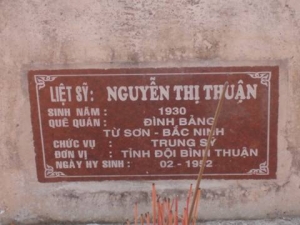 LIỆT SỸ: NGUYỄN THỊ THUẬN
SINH NĂM : 1930
QUÊ QUÁN : ĐÌNH BẢNG
TỪ SƠN - BẮC NINH
CHỨC VỤ : TRUNG SỸ
ĐƠN VỊ : TỈNH ĐỘI BÌNH THUẬN
NGÀY HY SINH : 02 - 1952